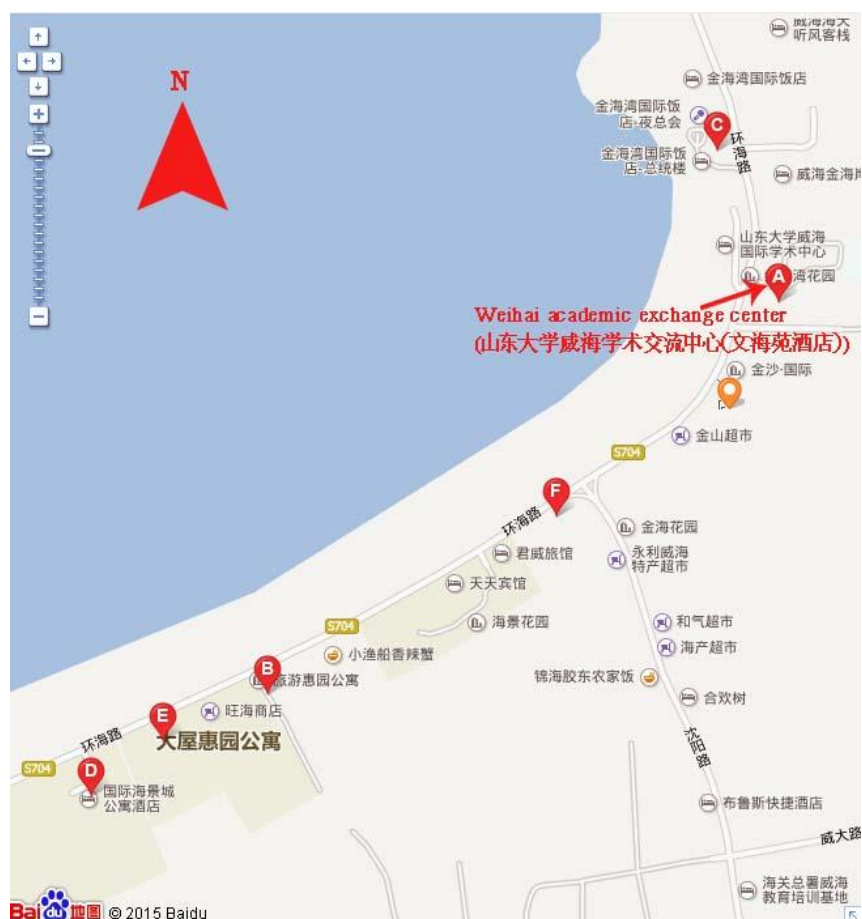 威海海天
听风客栈
N
金海湾国际饭店
金海湾国际饭
店-夜总会
C
环海路
金海湾国际饭
店-总统楼
威海金海岸
山东大学威海
国际学术中心
湾花园
A
Weihai academic exchange center
(山东大学威海学术交流中心(文海苑酒店))
金沙·国际
金山超市
S704
F
环海路
金海花园
君威旅馆
永利威海
特产超市
天天宾馆
海景花园
S704
和气超市
小渔船香辣蟹
海产超市
B
旅游惠园公寓
锦海胶东农家饭
合欢树
E
旺海商店
大屋惠园公寓
环海路
沈阳路
S704
D
国际海景城
公寓酒店
布鲁斯快捷酒店
威大路
海关总署威海
教育培训基地
Bai du 地图 © 2015 Baidu